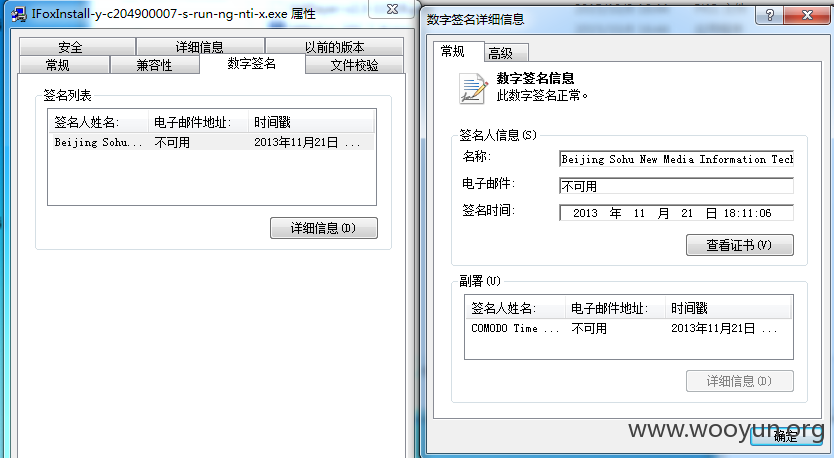 IFoxInstall-y-c204900007-s-run-ng-nti-x.exe 属性
安全 详细信息 以前的版本
常规 兼容性 数字签名 文件校验
签名列表
签名人姓名: 电子邮件地址: 时间戳
Beijing Sohu... 不可用 2013年11月21日 ...
详细信息(D)
数字签名详细信息
常规 高级
数字签名信息
此数字签名正常。
签名人信息(S)
名称: Beijing Sohu New Media Information Tech
电子邮件: 不可用
签名时间: 2013 年 11 月 21 日 18:11:06
查看证书(V)
副署(U)
签名人姓名: 电子邮件地址: 时间戳
COMODO Time ... 不可用 2013年11月21日 ...
详细信息(D)
确定
www.wooyun.org